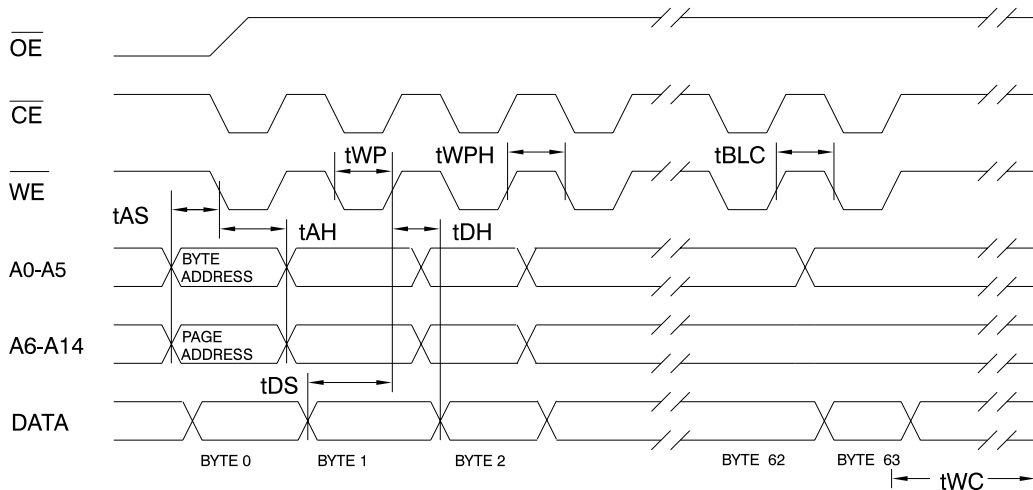 OE
CE
tWP
tWPH
tBLC
WE
tAS
tAH
tDH
A0-A5
BYTE
ADDRESS
A6-A14
PAGE
ADDRESS
tDS
DATA
BYTE 0
BYTE 1
BYTE 2
BYTE 62
BYTE 63
tWC